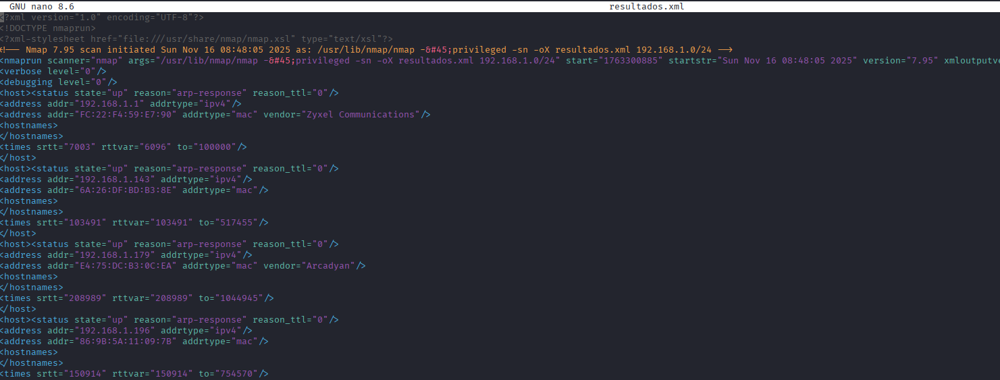 GNU nano 8.6 resultados.xml
<?xml version="1.0" encoding="UTF-8"?>
<!DOCTYPE nmaprun>
<?xml-stylesheet href="file:///usr/share/nmap/nmap.xsl" type="text/xsl"?>
<!-- Nmap 7.95 scan initiated Sun Nov 16 08:48:05 2025 as: /usr/lib/nmap/nmap -&#45;privileged -sn -oX resultados.xml 192.168.1.0/24 -->
<nmaprun scanner="nmap" args="/usr/lib/nmap/nmap -&#45;privileged -sn -oX resultados.xml 192.168.1.0/24" start="1763300885" startstr="Sun Nov 16 08:48:05 2025" version="7.95" xmloutputve
<verbose level="0"/>
<debugging level="0"/>
<host><status state="up" reason="arp-response" reason_ttl="0"/>
<address addr="192.168.1.1" addrtype="ipv4"/>
<address addr="FC:22:F4:59:E7:90" addrtype="mac" vendor="Zyxel Communications"/>
<hostnames>
</hostnames>
<times srtt="7003" rttvar="6096" to="100000"/>
</host>
<host><status state="up" reason="arp-response" reason_ttl="0"/>
<address addr="192.168.1.143" addrtype="ipv4"/>
<address addr="6A:26:DF:BD:B3:8E" addrtype="mac"/>
<hostnames>
</hostnames>
<times srtt="103491" rttvar="103491" to="517455"/>
</host>
<host><status state="up" reason="arp-response" reason_ttl="0"/>
<address addr="192.168.1.179" addrtype="ipv4"/>
<address addr="E4:75:DC:B3:0C:EA" addrtype="mac" vendor="Arcadyan"/>
<hostnames>
</hostnames>
<times srtt="208989" rttvar="208989" to="1044945"/>
</host>
<host><status state="up" reason="arp-response" reason_ttl="0"/>
<address addr="192.168.1.196" addrtype="ipv4"/>
<address addr="86:9B:5A:11:09:7B" addrtype="mac"/>
<hostnames>
</hostnames>
<times srtt="150914" rttvar="150914" to="754570"/>